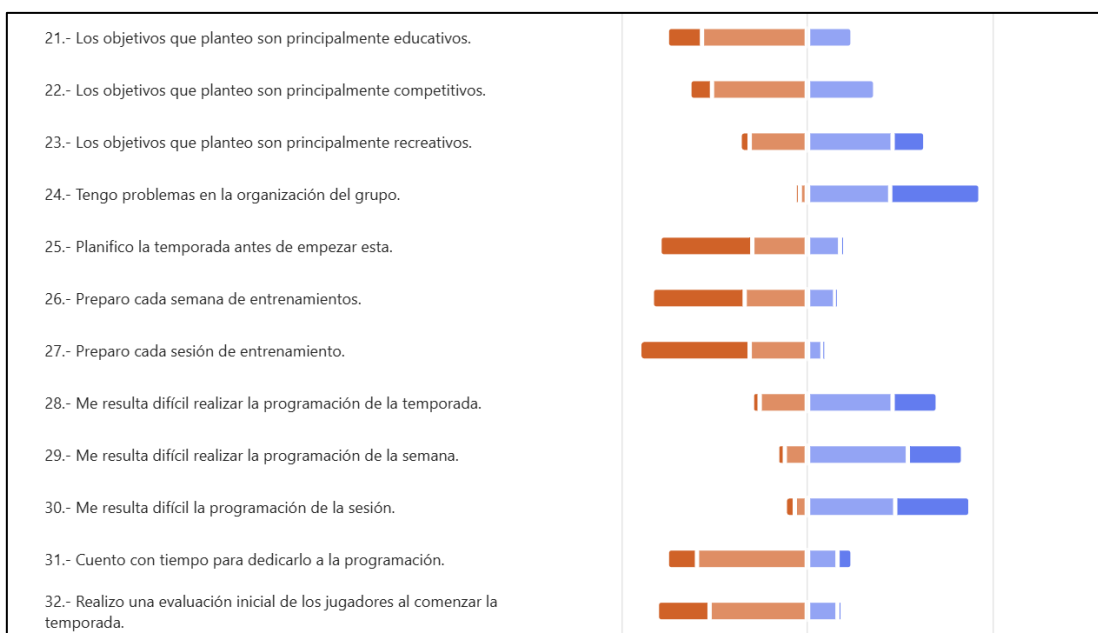 21.- Los objetivos que planteo son principalmente educativos.
22.- Los objetivos que planteo son principalmente competitivos.
23.- Los objetivos que planteo son principalmente recreativos.
24.- Tengo problemas en la organización del grupo.
25.- Planifico la temporada antes de empezar esta.
26.- Preparo cada semana de entrenamientos.
27.- Preparo cada sesión de entrenamiento.
28.- Me resulta difícil realizar la programación de la temporada.
29.- Me resulta difícil realizar la programación de la semana.
30.- Me resulta difícil la programación de la sesión.
31.- Cuento con tiempo para dedicarlo a la programación.
32.- Realizo una evaluación inicial de los jugadores al comenzar la
temporada.